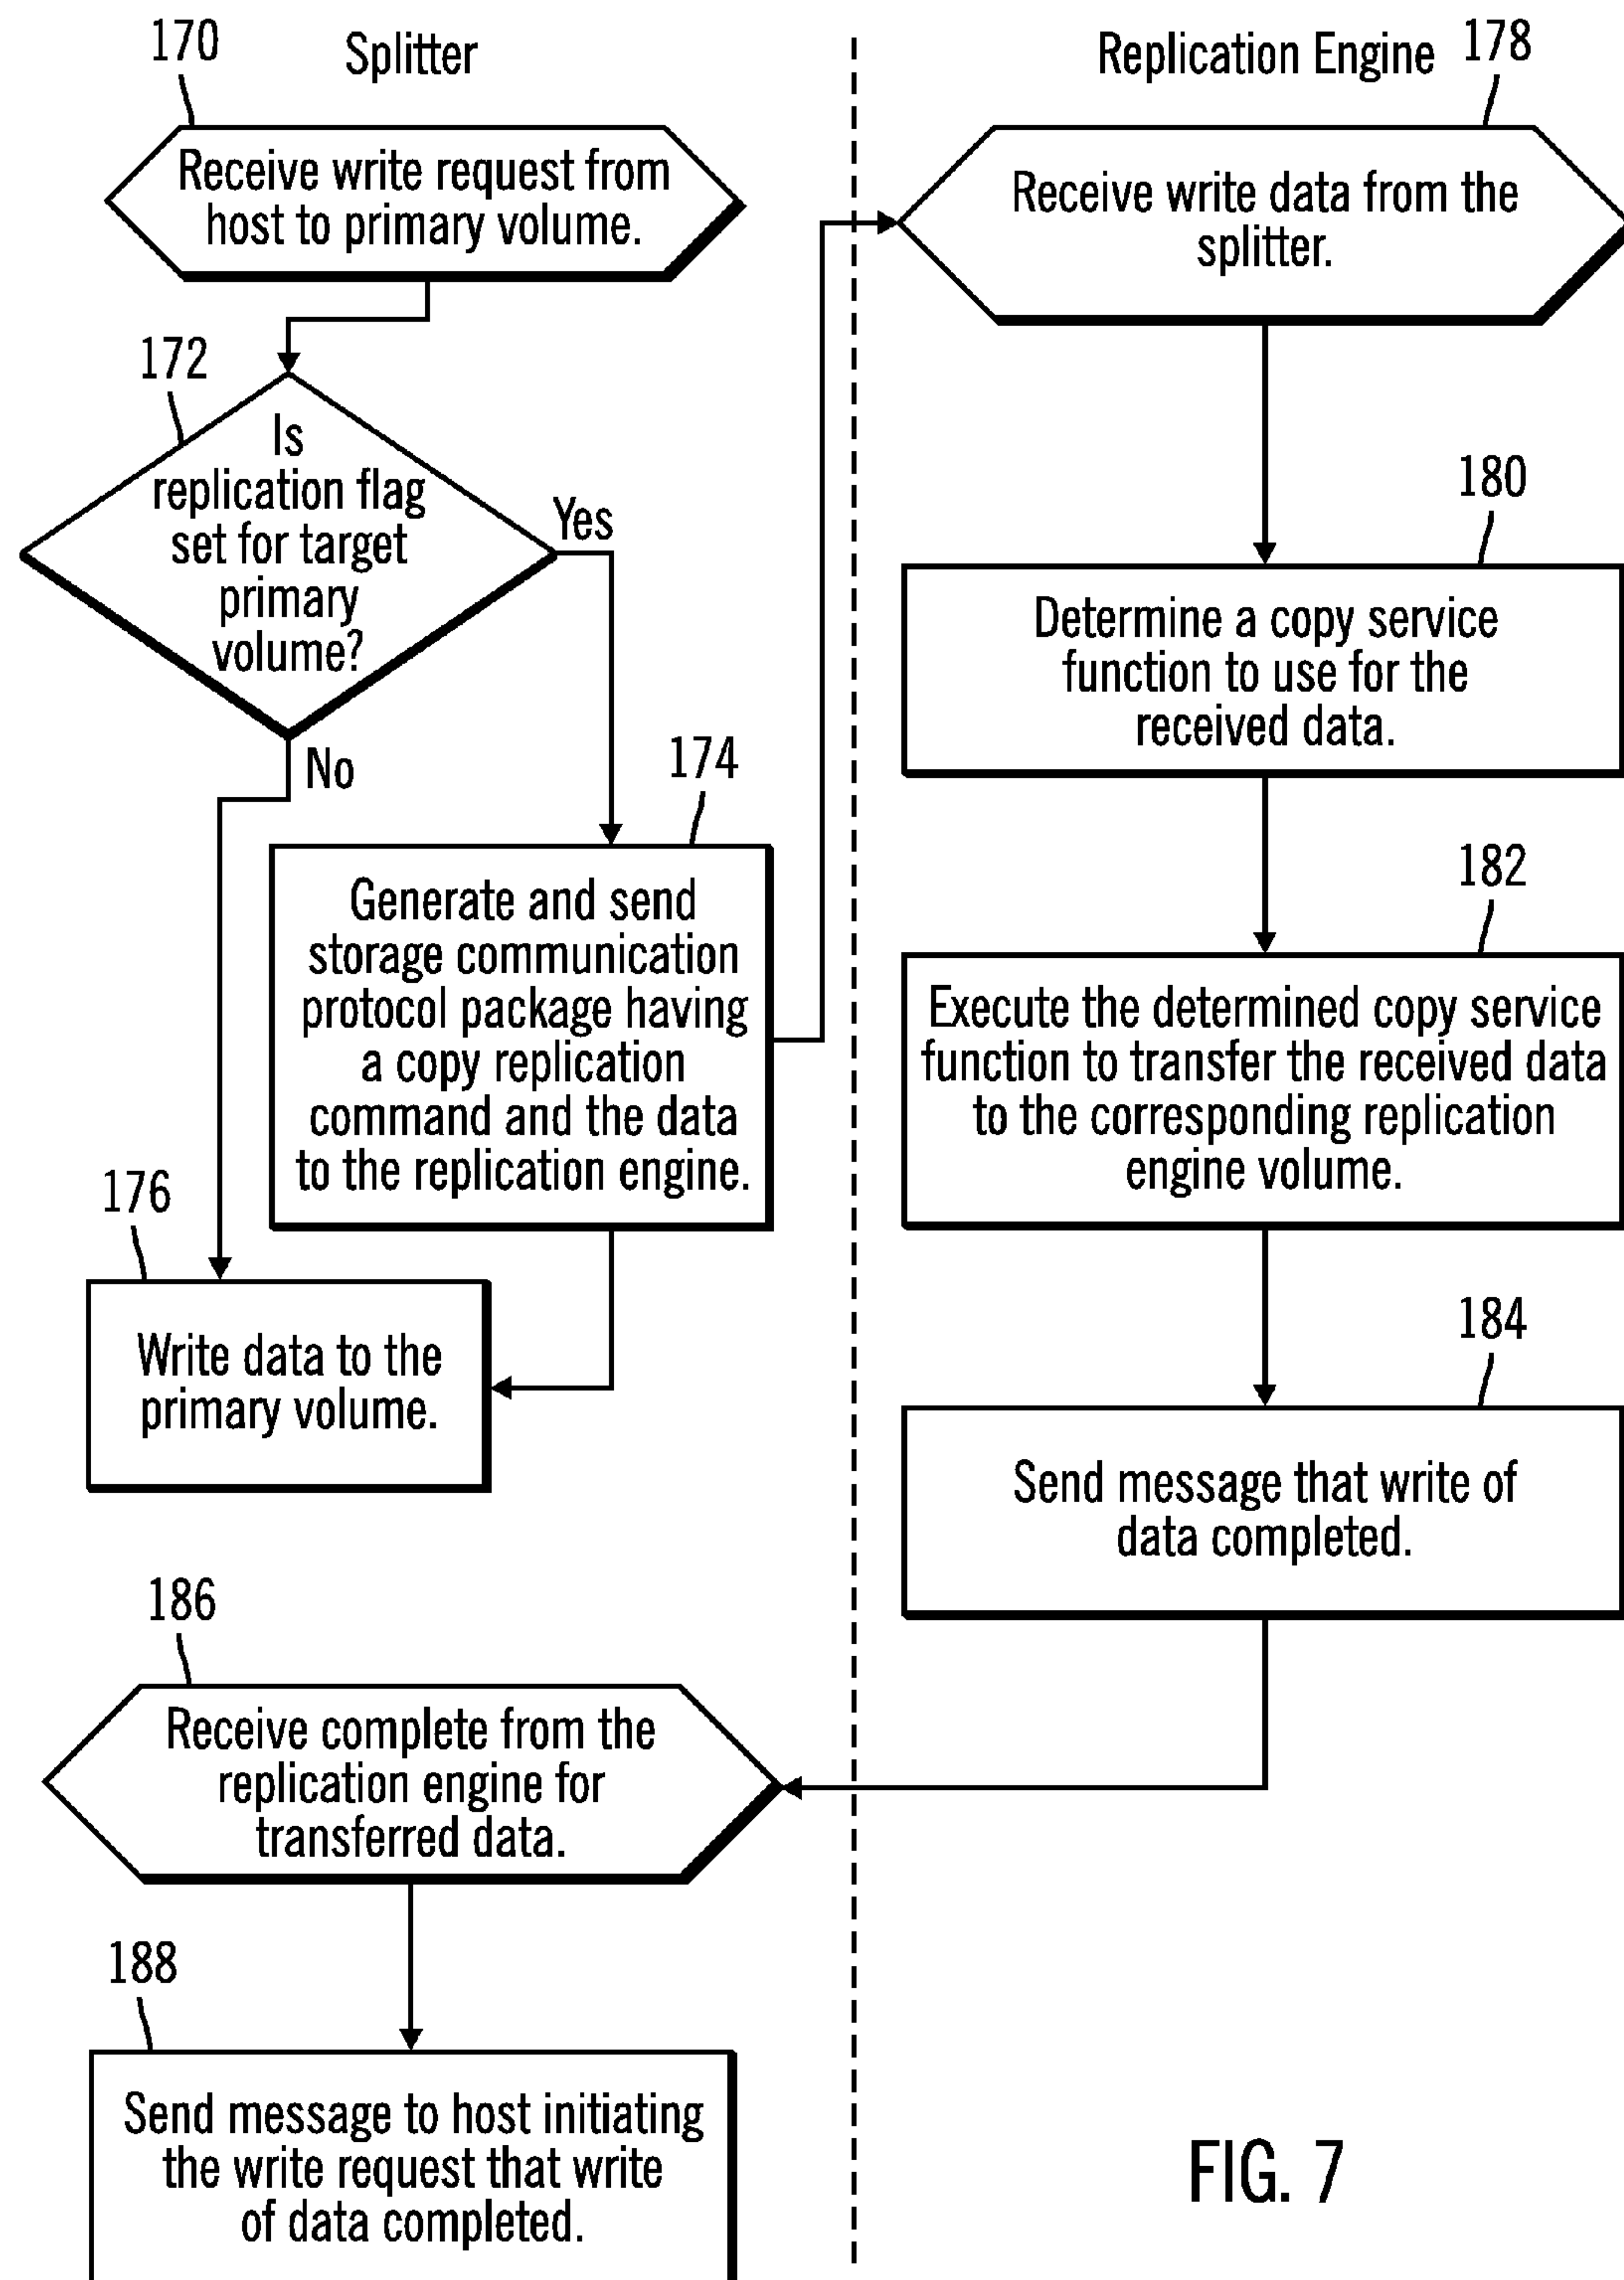 170
Splitter
Receive write request from
host to primary volume.
172
Is
replication flag
set for target
primary
volume?
Yes
No
174
Generate and send
storage communication
protocol package having
a copy replication
command and the data
to the replication engine.
176
Write data to the
primary volume.
Replication Engine
178
Receive write data from the
splitter.
180
Determine a copy service
function to use for the
received data.
182
Execute the determined copy service
function to transfer the received data
to the corresponding replication
engine volume.
184
Send message that write of
data completed.
186
Receive complete from the
replication engine for
transferred data.
188
Send message to host initiating
the write request that write
of data completed.
FIG. 7